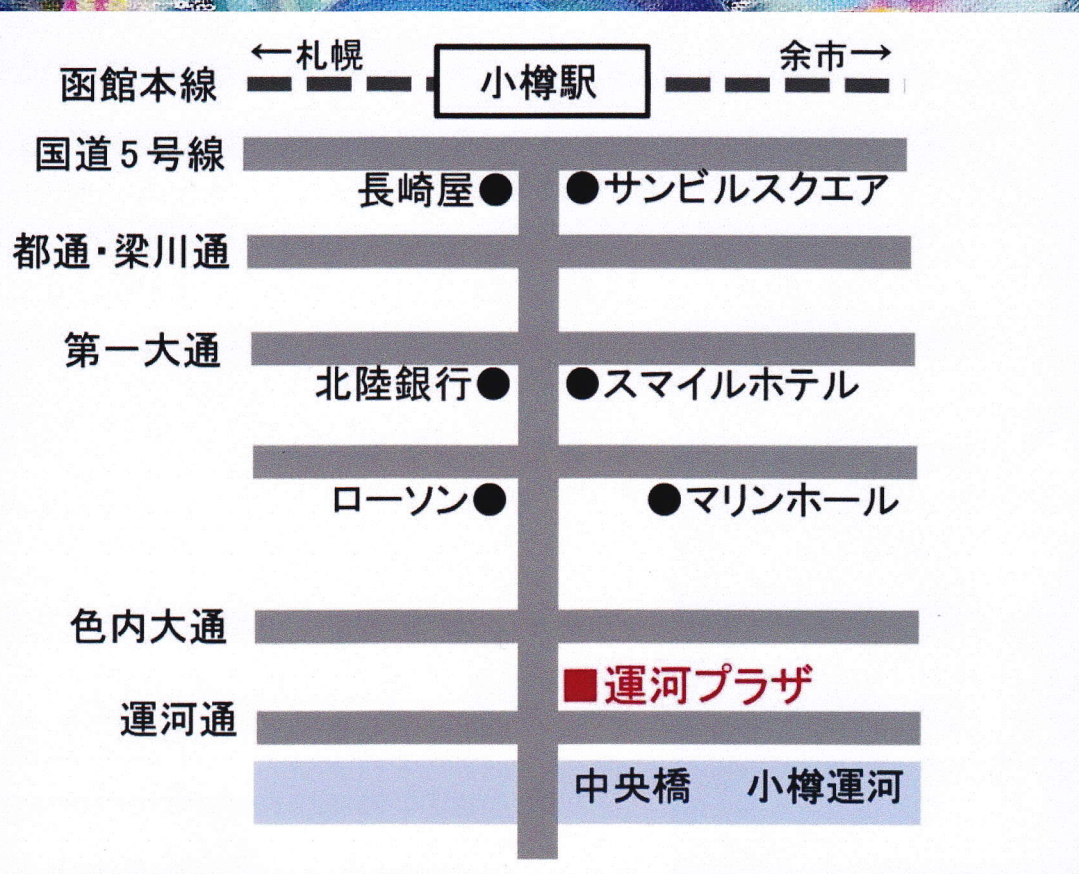 ←札幌
余市→
函館本線
小樽駅
国道5号線
長崎屋●
●サンビルスクエア
都通・梁川通
第一大通
北陸銀行●
●スマイルホテル
ローソン●
●マリンホール
色内大通
■運河プラザ
運河通
中央橋
小樽運河